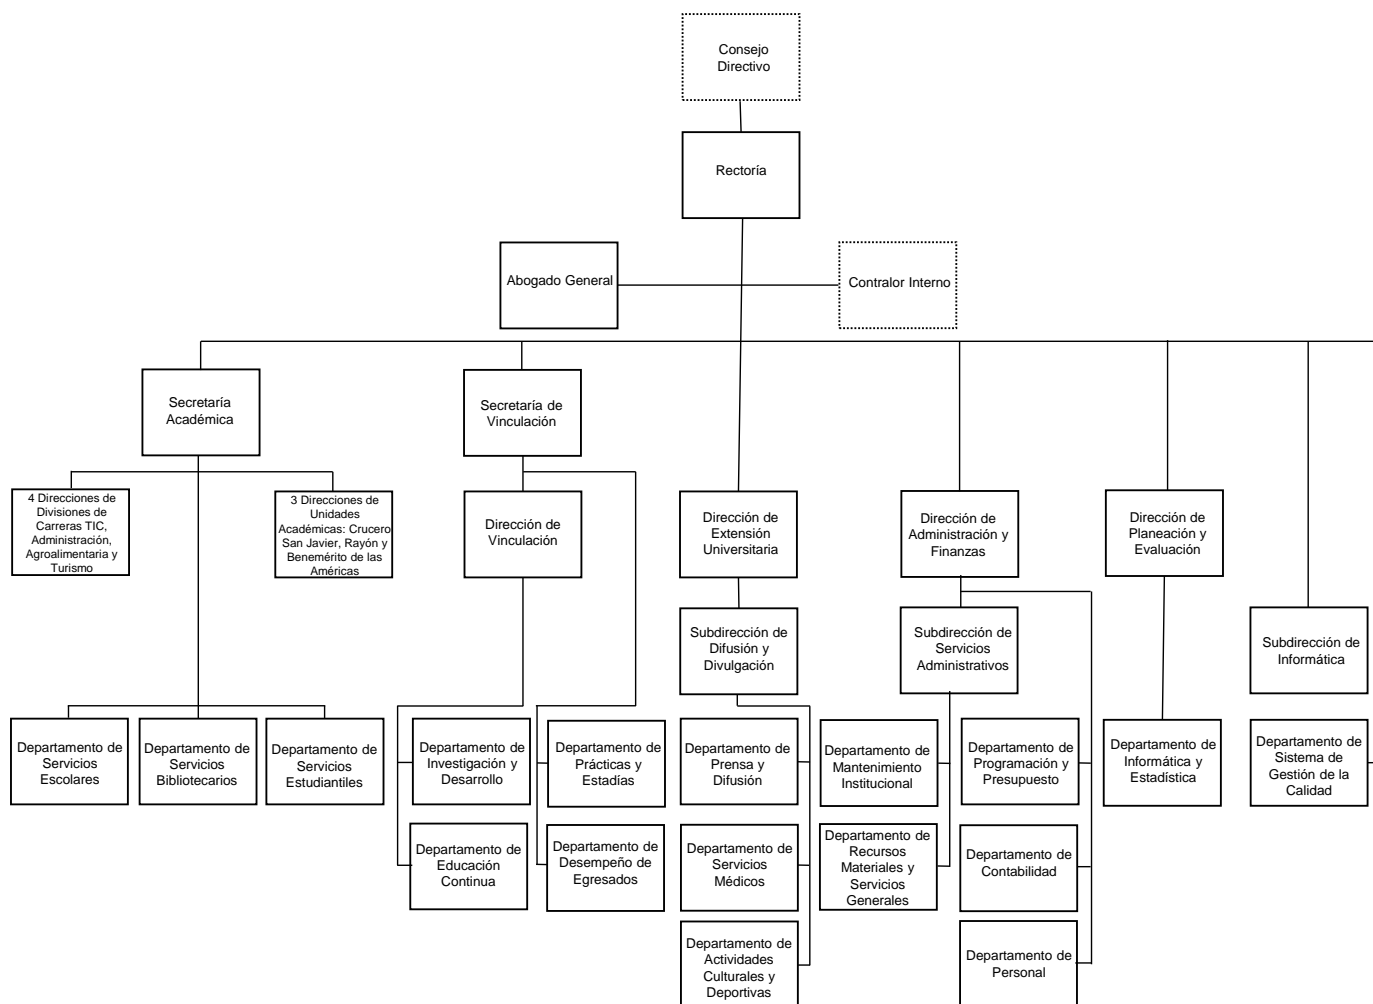 Consejo
Directivo
Rectoría
Abogado General
Contralor Interno
Secretaría
Académica
Secretaría de
Vinculación
4 Direcciones de
Divisiones de
Carreras TIC,
Administración,
Agroalimentaria y
Turismo
3 Direcciones de
Unidades
Académicas: Crucero
San Javier, Rayón y
Benemérito de las
Américas
Dirección de
Vinculación
Dirección de
Extensión
Universitaria
Dirección de
Administración y
Finanzas
Dirección de
Planeación y
Evaluación
Subdirección de
Difusión y
Divulgación
Subdirección de
Servicios
Administrativos
Subdirección de
Informática
Departamento de
Servicios
Escolares
Departamento de
Servicios
Bibliotecarios
Departamento de
Servicios
Estudiantiles
Departamento de
Investigación y
Desarrollo
Departamento de
Prácticas y
Estadías
Departamento de
Prensa y
Difusión
Departamento de
Mantenimiento
Institucional
Departamento de
Programación y
Presupuesto
Departamento de
Informática
y Estadística
Departamento de
Sistema de
Gestión de la
Calidad
Departamento de
Educación
Continua
Departamento de
Desempeño de
Egresados
Departamento de
Servicios
Médicos
Departamento de
Recursos
Materiales y
Servicios
Generales
Departamento de
Contabilidad
Departamento de
Actividades
Culturales y
Deportivas
Departamento de
Personal